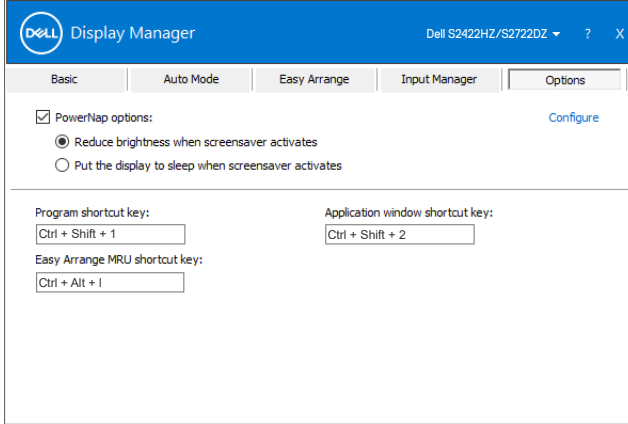 DELL Display Manager Dell S2422HZ/S2722DZ ? X
Basic Auto Mode Easy Arrange Input Manager Options
PowerNap options: Configure
Reduce brightness when screensaver activates
Put the display to sleep when screensaver activates
Program shortcut key: Application window shortcut key:
Ctrl + Shift + 1 Ctrl + Shift + 2
Easy Arrange MRU shortcut key:
Ctrl + Alt + l